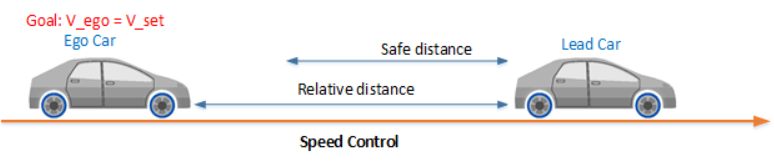 Goal: V_ego = V_set
Ego Car
Safe distance
Lead Car
Relative distance
Speed Control